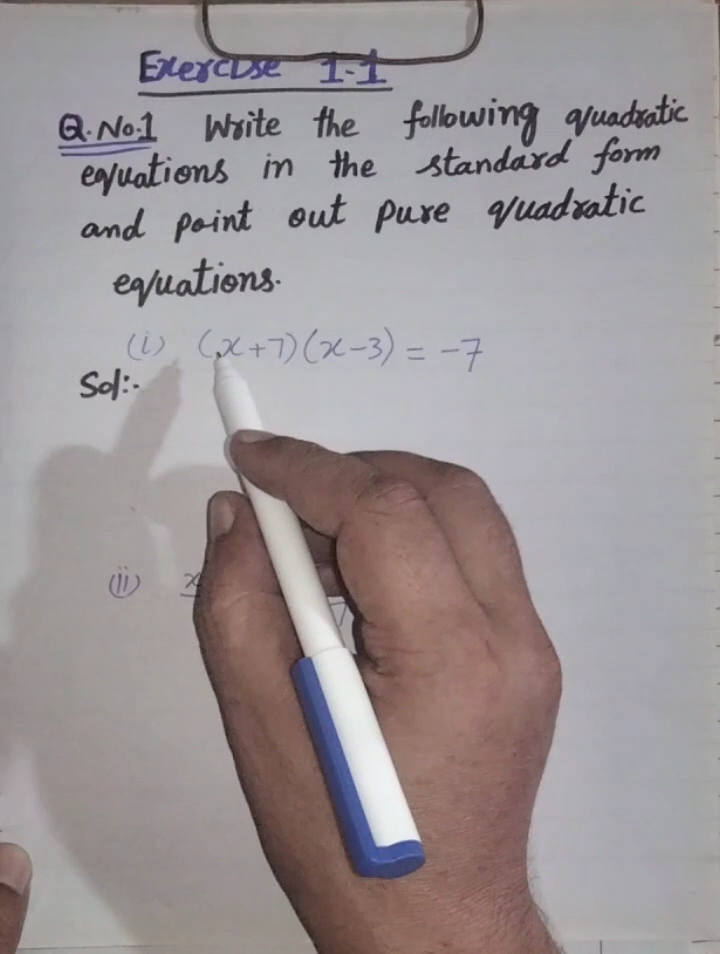 Exercise 1.1
Q.No.1 Write the following quadratic
equations in the standard form
and point out pure quadratic
equations.
(i) (x+7)(x-3) = -7
Sol:-
(ii) x